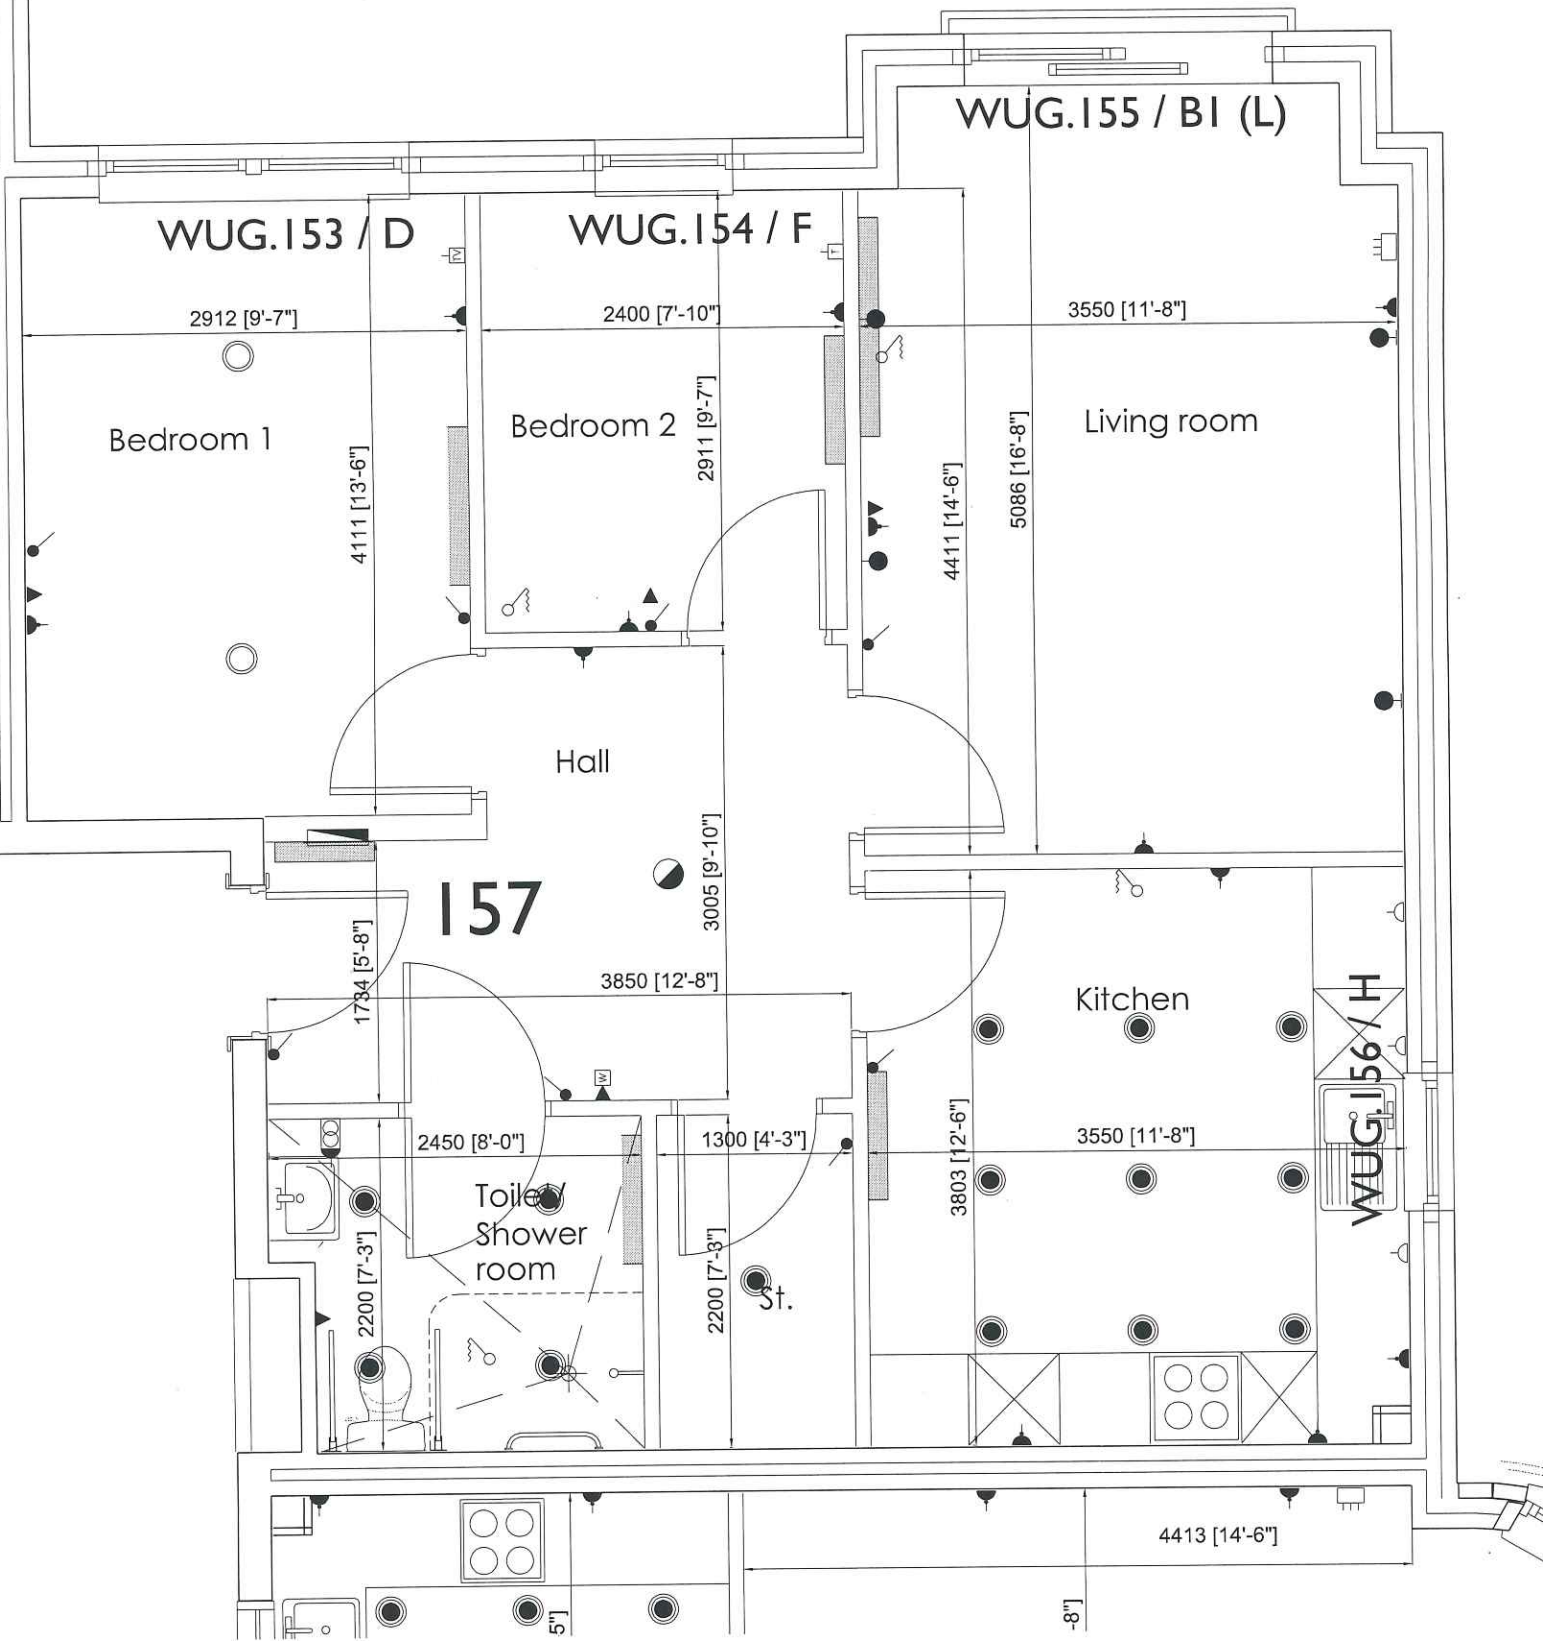 WUG.155 / B1 (L)
WUG.153 / D
WUG.154 / F
TV
T
2912 [9'-7"]
2400 [7'-10"]
3550 [11'-8"]
Bedroom 1
Bedroom 2
Living room
4111 [13'-6"]
2911 [9'-7"]
4411 [14'-6"]
5086 [16'-8"]
Hall
157
3005 [9'-10"]
1734 [5'-8"]
3850 [12'-8"]
Kitchen
WUG.156 / H
W
2450 [8'-0"]
1300 [4'-3"]
3550 [11'-8"]
3803 [12'-6"]
Toilet/
Shower
room
2200 [7'-3"]
2200 [7'-3"]
St.
4413 [14'-6"]
5"]
-8"]